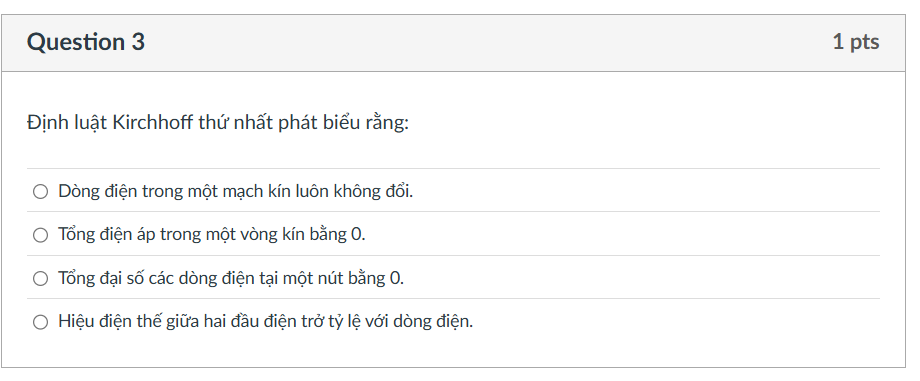 Question 3
1 pts
Định luật Kirchhoff thứ nhất phát biểu rằng:
Dòng điện trong một mạch kín luôn không đổi.
Tổng điện áp trong một vòng kín bằng 0.
Tổng đại số các dòng điện tại một nút bằng 0.
Hiệu điện thế giữa hai đầu điện trở tỷ lệ với dòng điện.